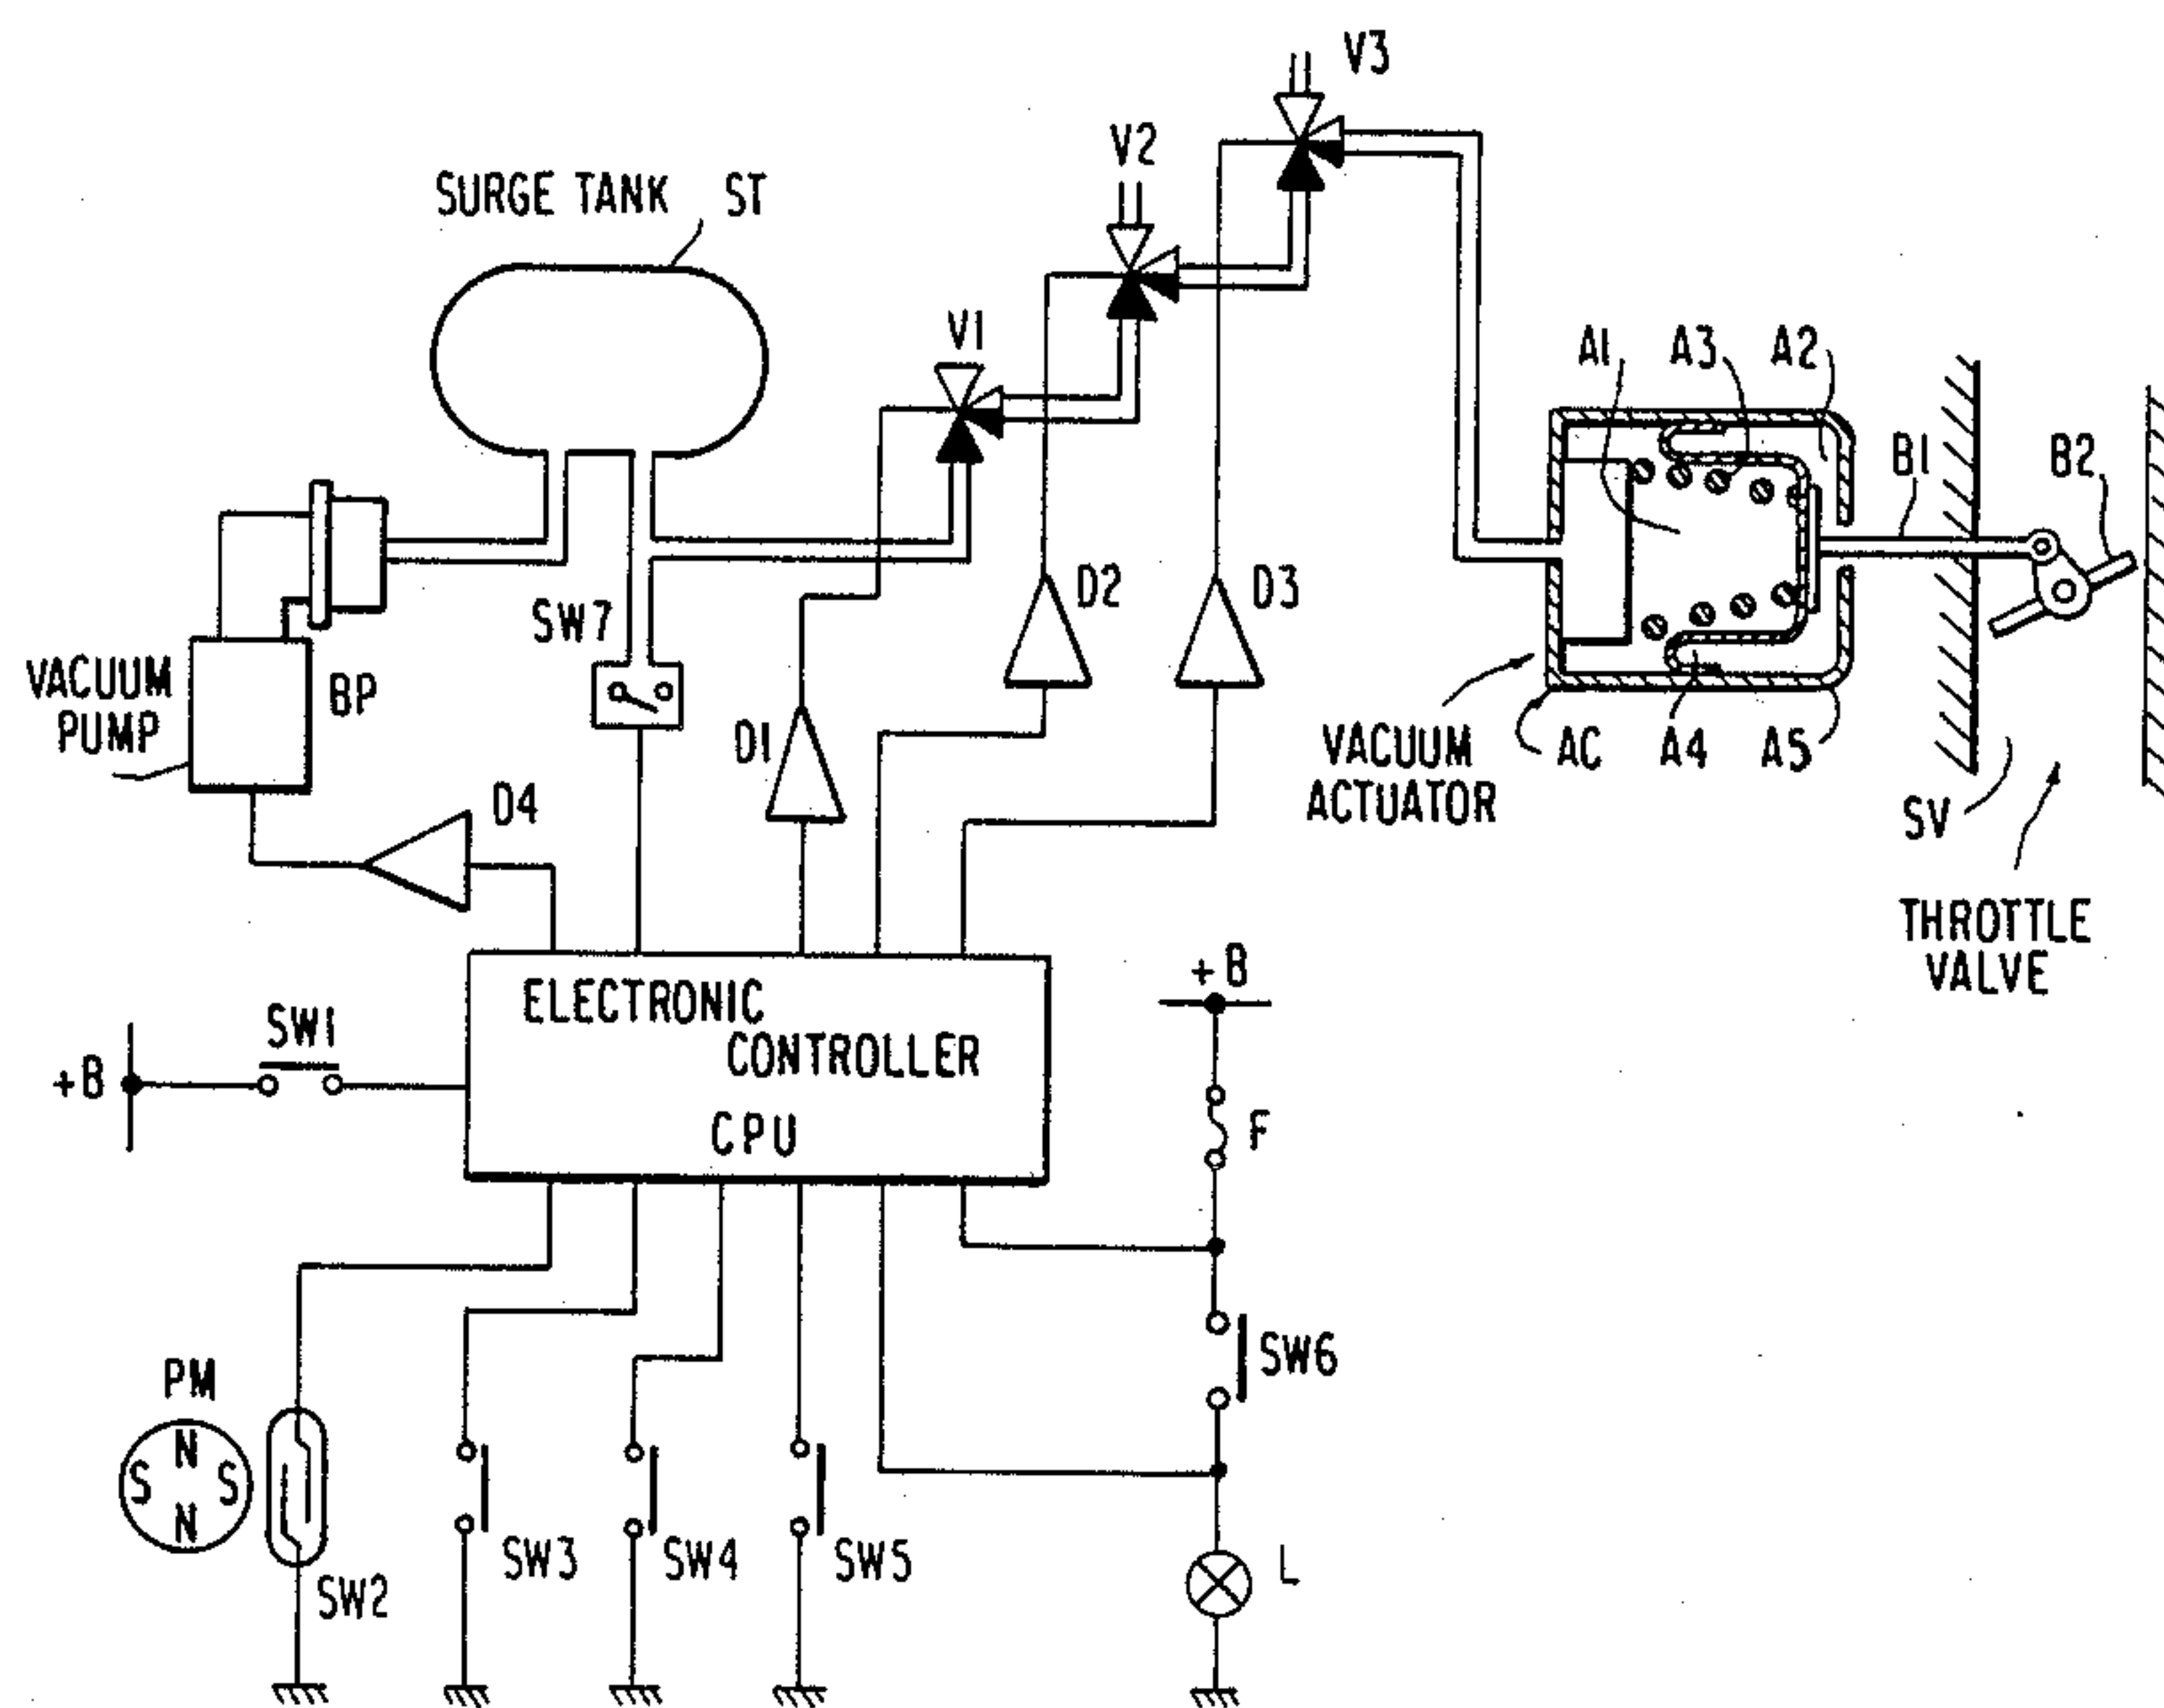 V3
V2
SURGE TANK ST
V1
A1 A3 A2
B1 B2
SW7
D2 D3
VACUUM
PUMP
BP
D1
D4
VACUUM
ACTUATOR
AC A4 A5
SV
THROTTLE
VALVE
ELECTRONIC
CONTROLLER
CPU
+B
SW1
+B
F
SW6
PM
N
S S
N
SW2
SW3
SW4
SW5
L